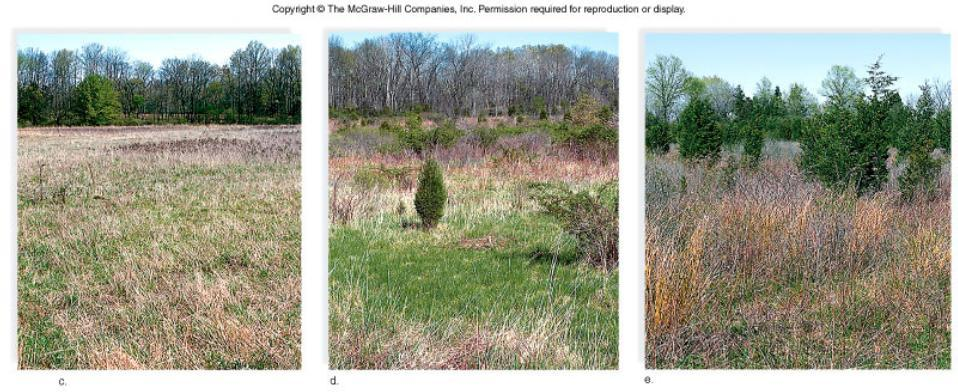 Copyright © The McGraw-Hill Companies, Inc. Permission required for reproduction or display.
c.
d.
e.